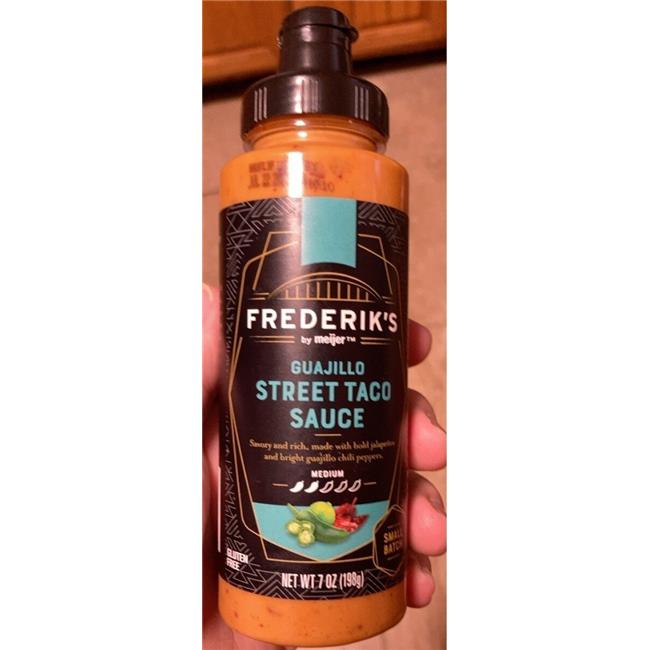 FREDERIK'S
by meijer™
GUAJILLO
STREET TACO
SAUCE
Savory and rich, made with bold jalapeños
and bright guajillo chili peppers.
MEDIUM
SMALL
BATCH
GLUTEN
FREE
NET WT 7 OZ (198g)